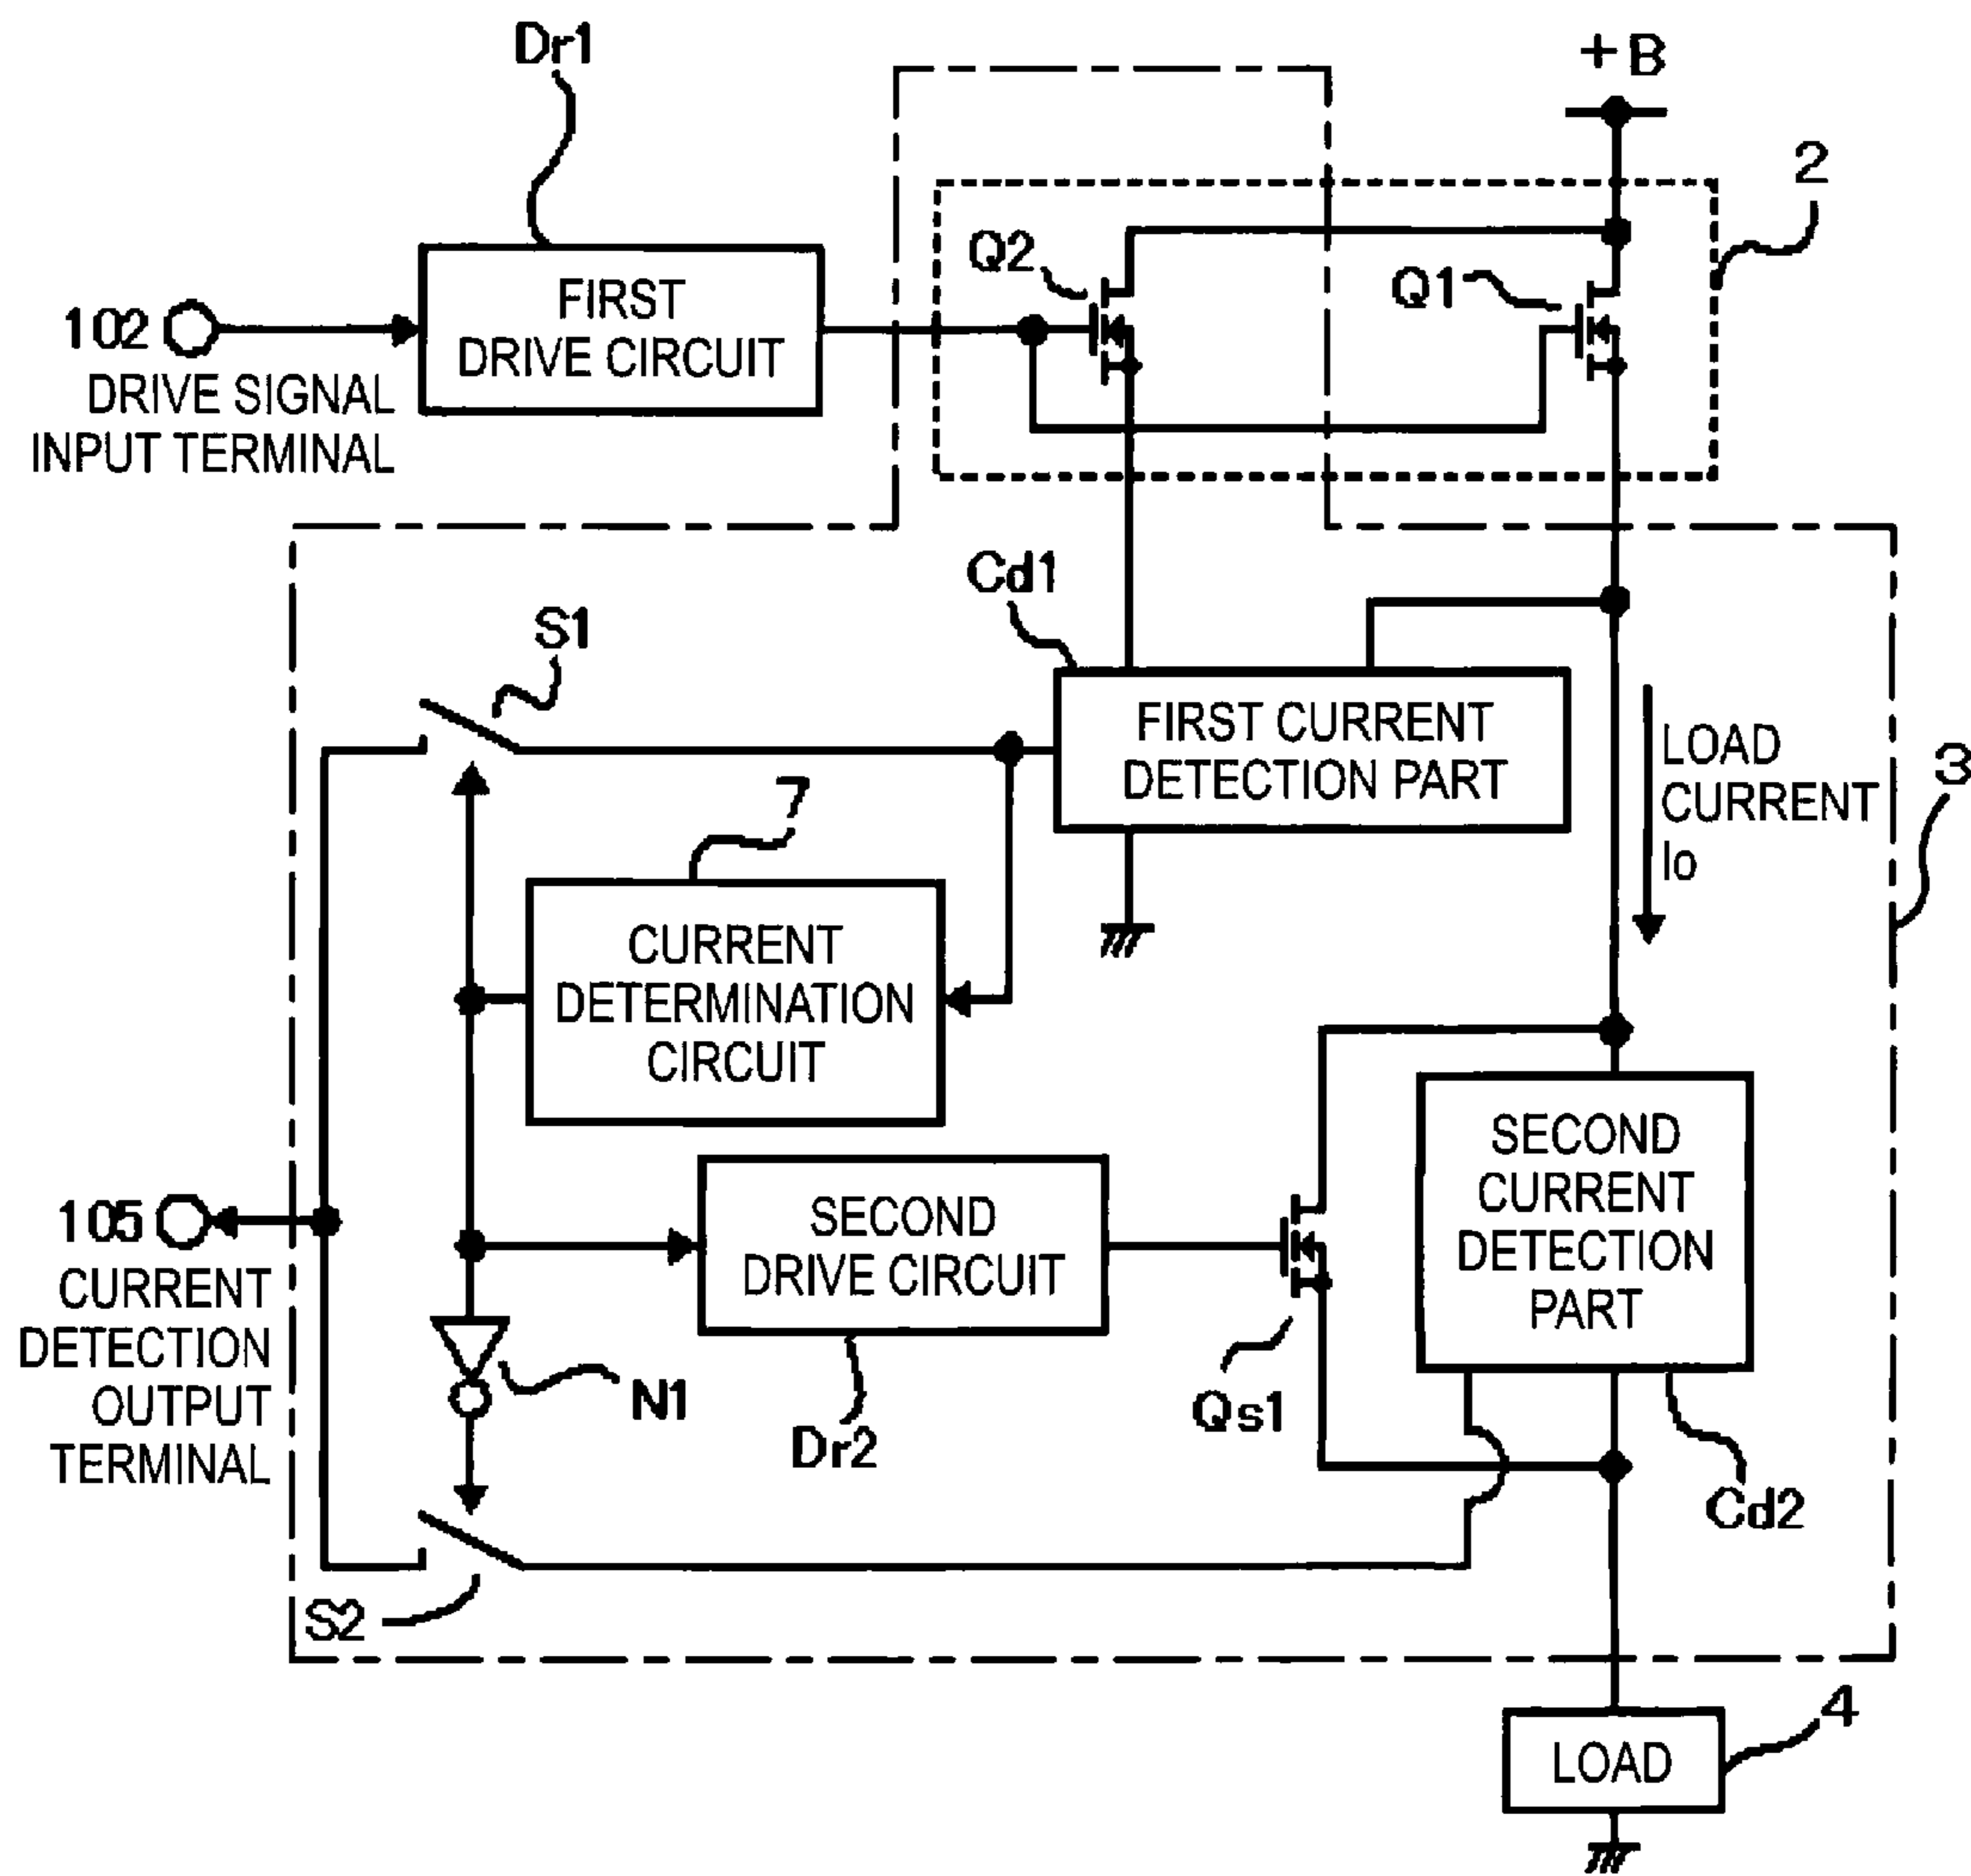 Dr1
+B
2
Q2
Q1
FIRST
DRIVE CIRCUIT
102
DRIVE SIGNAL
INPUT TERMINAL
Cd1
S1
FIRST CURRENT
DETECTION PART
LOAD
CURRENT
Io
3
7
CURRENT
DETERMINATION
CIRCUIT
SECOND
CURRENT
DETECTION
PART
105
CURRENT
DETECTION
OUTPUT
TERMINAL
SECOND
DRIVE CIRCUIT
N1
Dr2
Qs1
Cd2
S2
4
LOAD